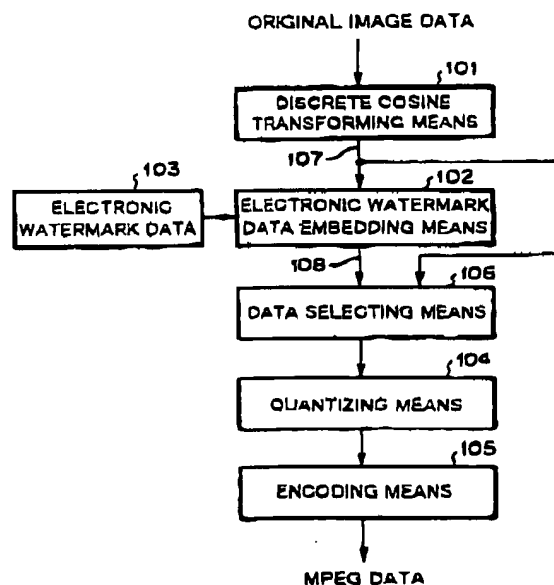 ORIGINAL IMAGE DATA
101
DISCRETE COSINE
TRANSFORMING MEANS
107
103
102
ELECTRONIC
WATERMARK DATA
ELECTRONIC WATERMARK
DATA EMBEDDING MEANS
108
106
DATA SELECTING MEANS
104
QUANTIZING MEANS
105
ENCODING MEANS
MPEG DATA